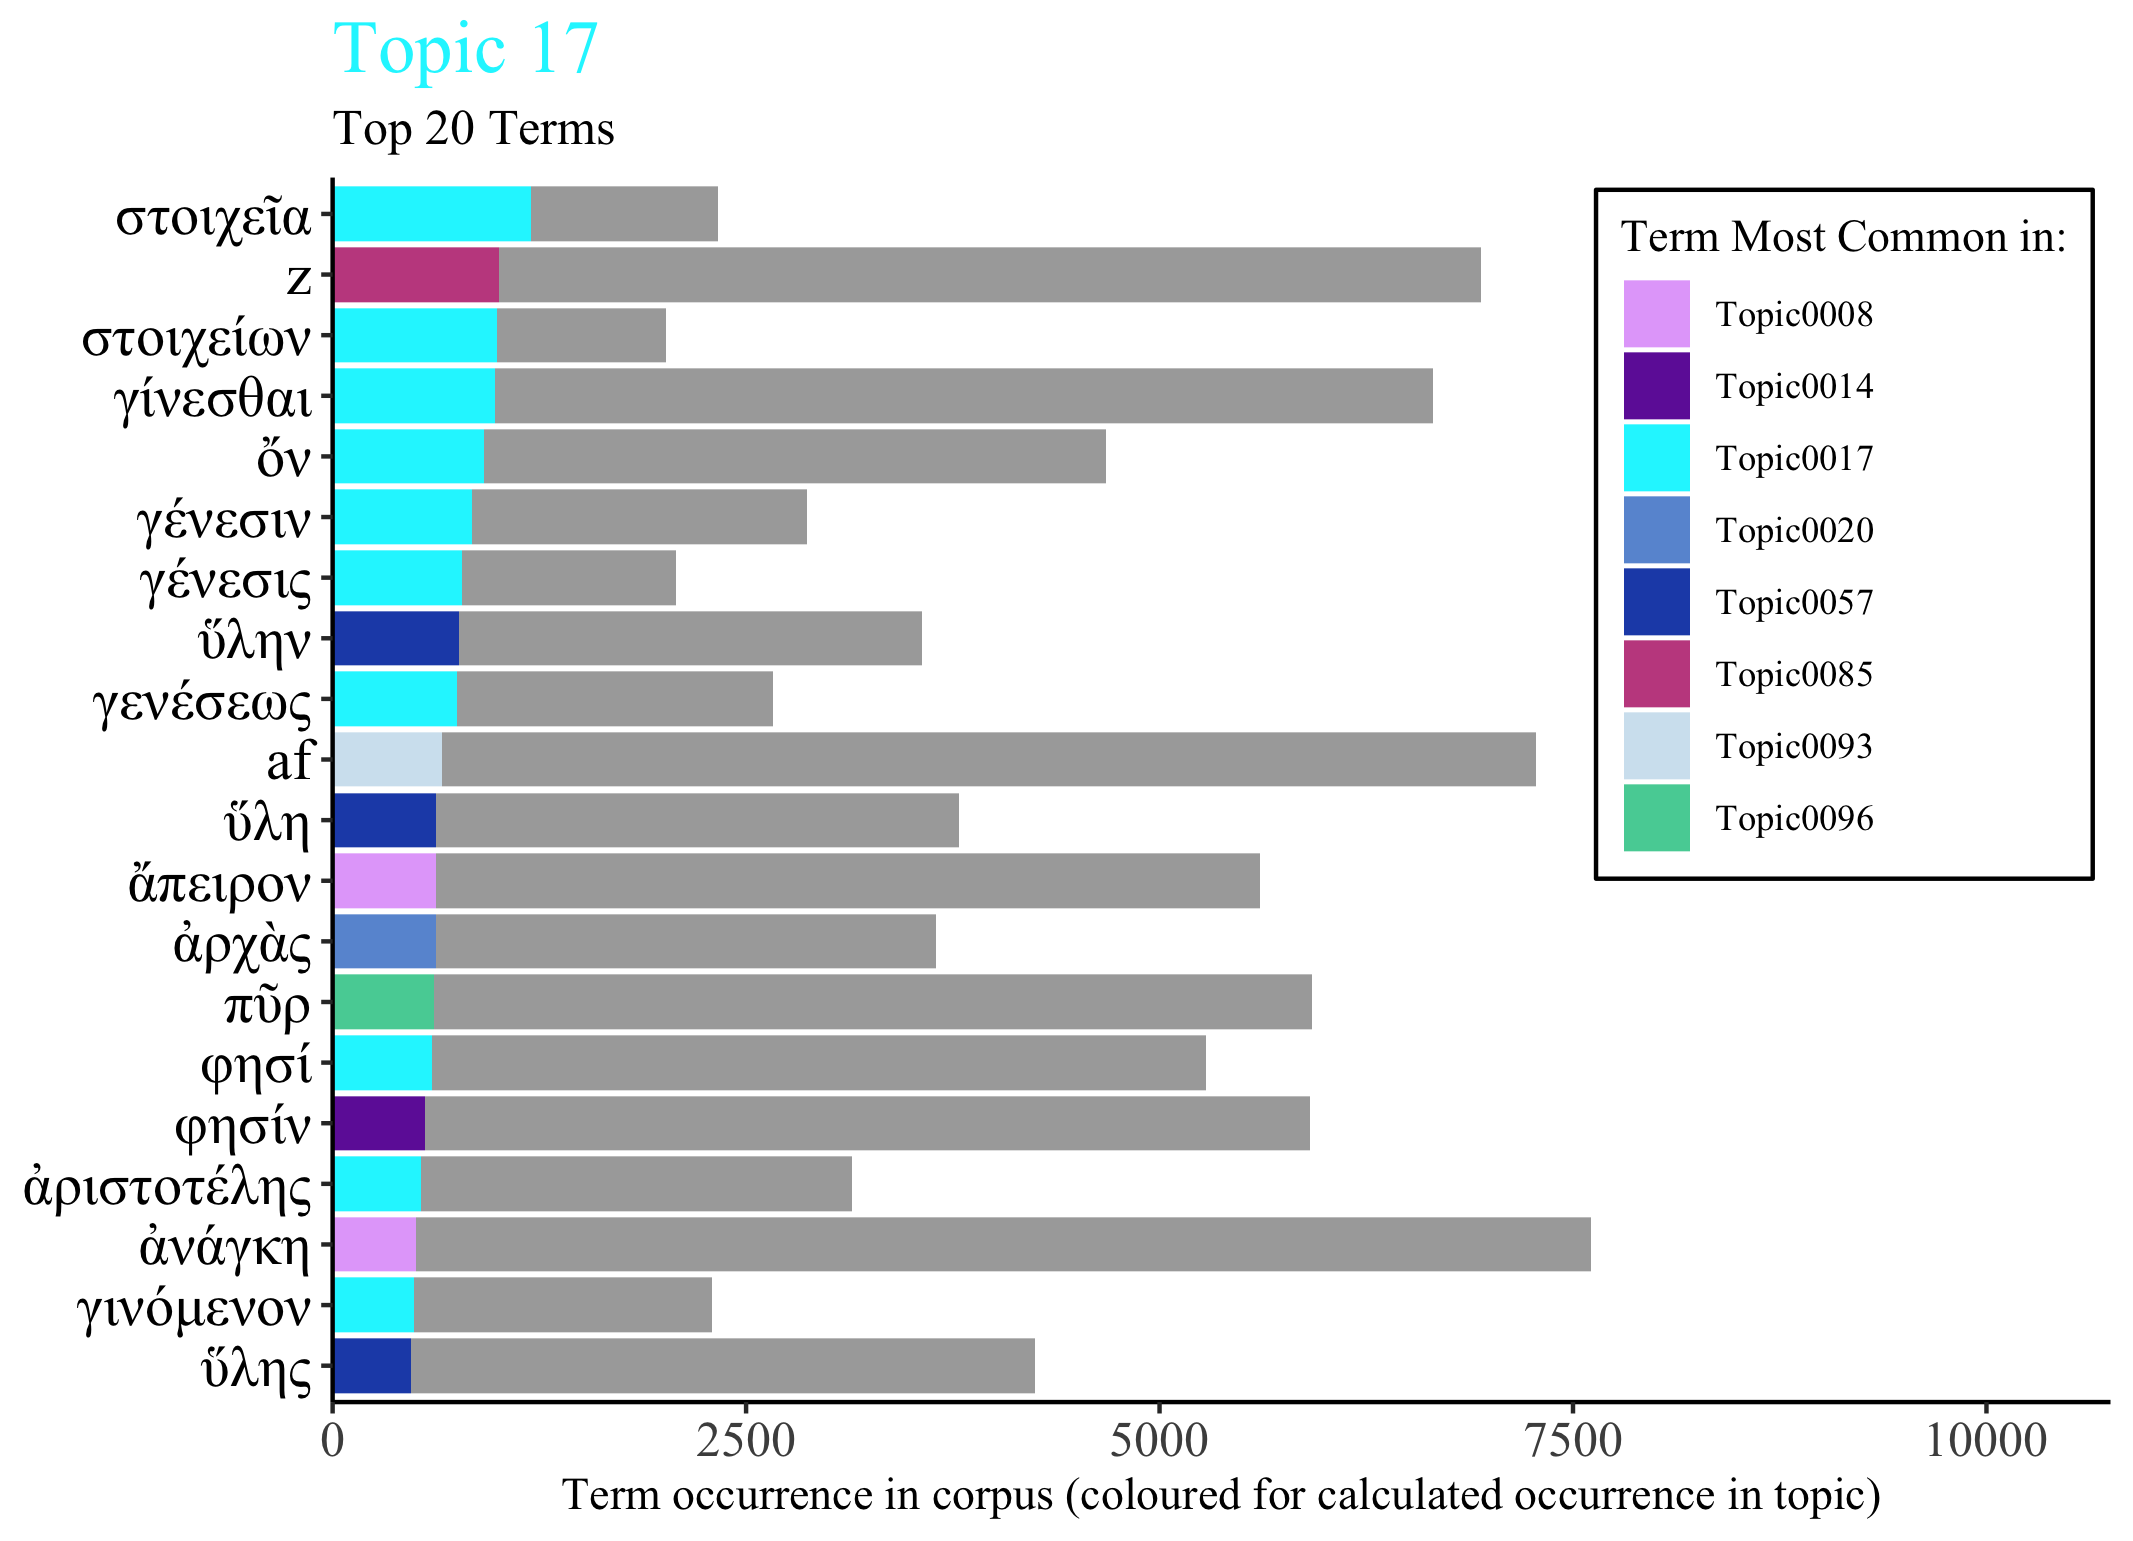 Topic 17
Top 20 Terms
στοιχεῖα
z
στοιχείων
γίνεσθαι
ὄν
γένεσιν
γένεσις
ὕλην
γενέσεως
af
ὕλη
ἄπειρον
ἀρχὰς
πῦρ
φησί
φησίν
ἀριστοτέλης
ἀνάγκη
γινόμενον
ὕλης
Term Most Common in:
Topic0008
Topic0014
Topic0017
Topic0020
Topic0057
Topic0085
Topic0093
Topic0096
0 2500 5000 7500 10000
Term occurrence in corpus (coloured for calculated occurrence in topic)